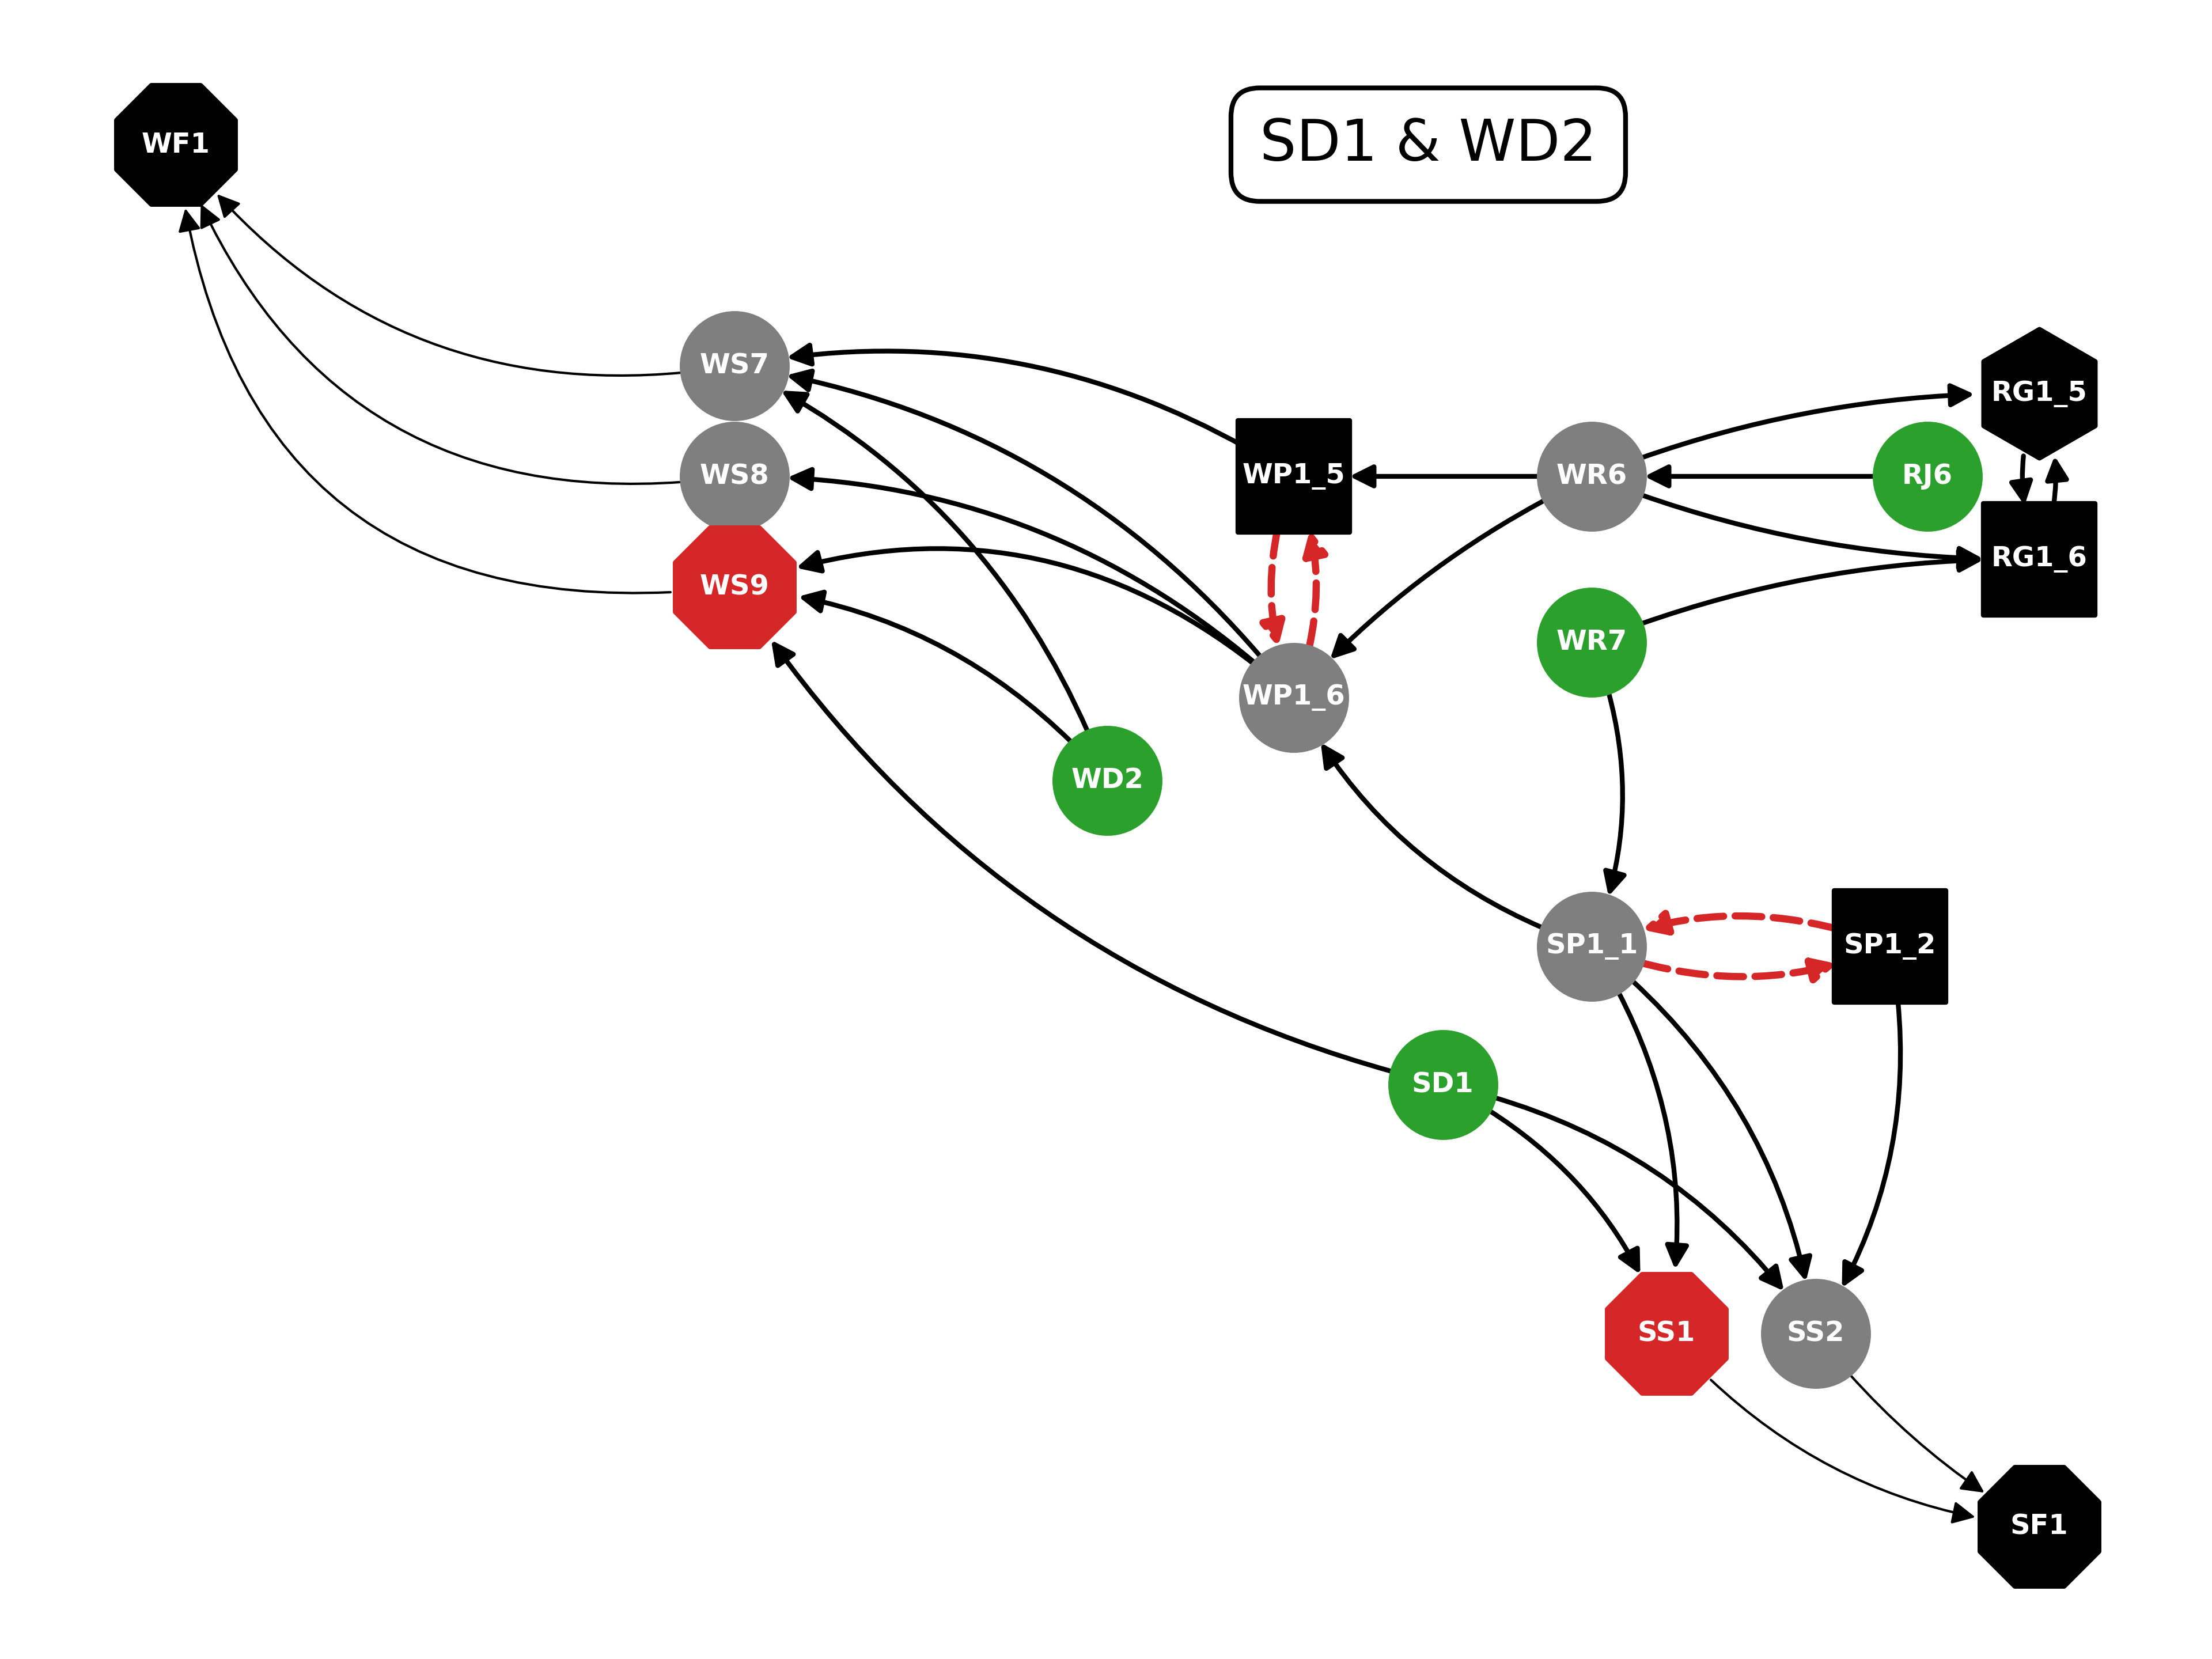 WF1
SD1 & WD2
WS7
RG1_5
WS8
WP1_5
WR6
RJ6
RG1_6
WS9
WR7
WP1_6
WD2
SP1_1
SP1_2
SD1
SS1
SS2
SF1